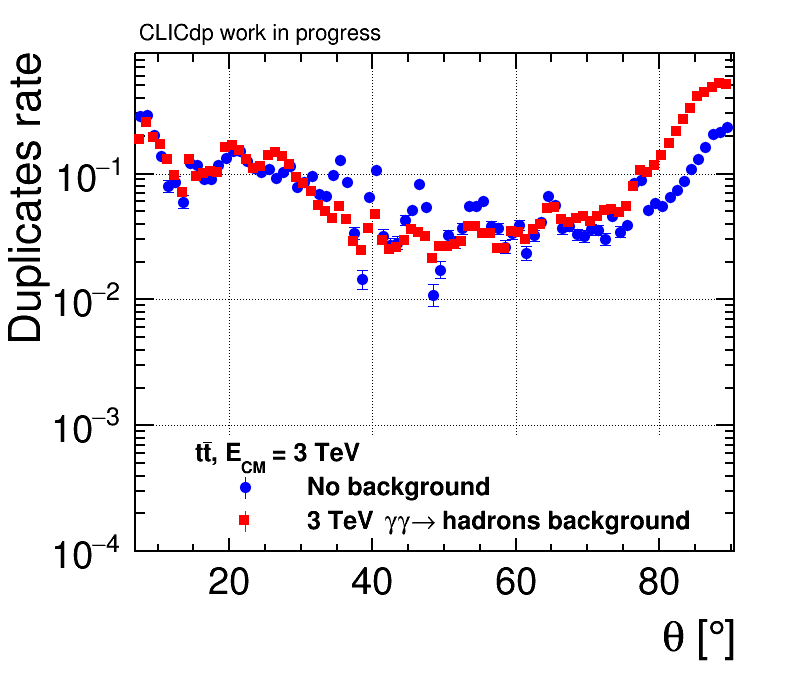 CLICdp work in progress
Duplicates rate
10⁻¹
10⁻²
10⁻³
10⁻⁴
tt̄, E_CM = 3 TeV
No background
3 TeV γγ→ hadrons background
20 40 60 80
θ [°]